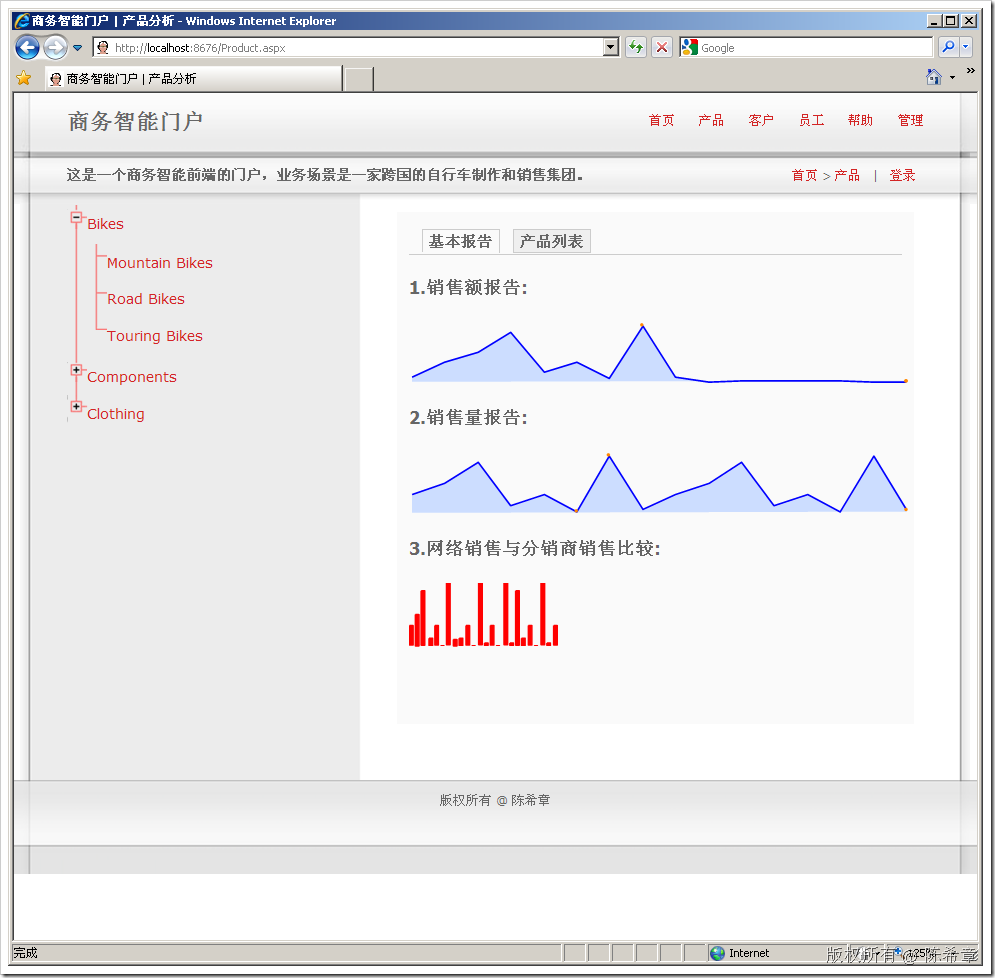 商务智能门户 | 产品分析 - Windows Internet Explorer
http://localhost:8676/Product.aspx
Google
商务智能门户 | 产品分析
商务智能门户
首页 产品 客户 员工 帮助 管理
这是一个商务智能前端的门户，业务场景是一家跨国的自行车制作和销售集团。
首页 > 产品 | 登录
Bikes
Mountain Bikes
Road Bikes
Touring Bikes
Components
Clothing
基本报告 产品列表
1.销售额报告:
2.销售量报告:
3.网络销售与分销商销售比较:
版权所有 @ 陈希章
完成
Internet
125%
版权所有 @ 陈希章